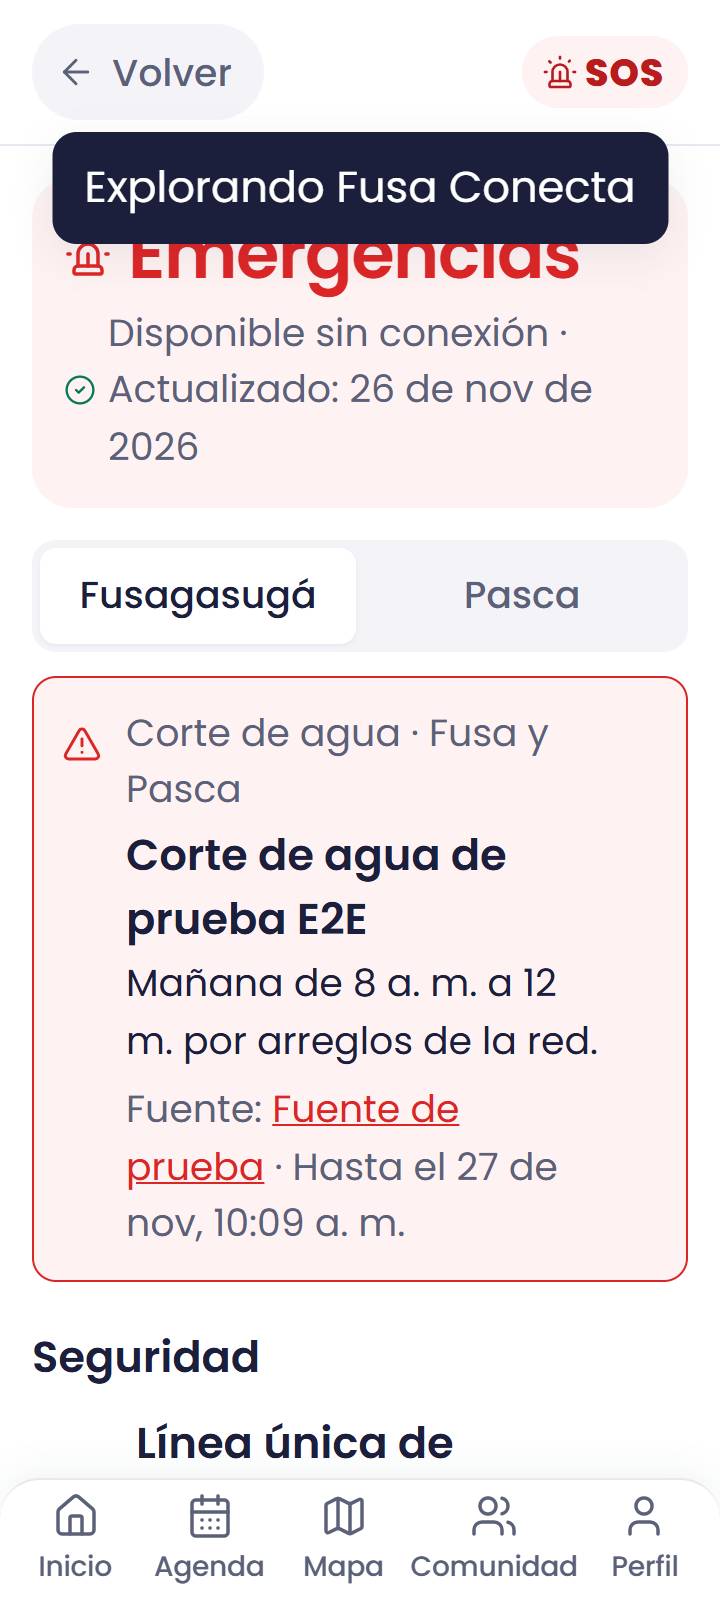 Volver
SOS
Explorando Fusa Conecta
Emergencias
Disponible sin conexión ·
Actualizado: 26 de nov de
2026
Fusagasugá
Pasca
Corte de agua · Fusa y
Pasca
Corte de agua de
prueba E2E
Mañana de 8 a. m. a 12
m. por arreglos de la red.
Fuente: Fuente de
prueba · Hasta el 27 de
nov, 10:09 a. m.
Seguridad
Línea única de
Inicio
Agenda
Mapa
Comunidad
Perfil